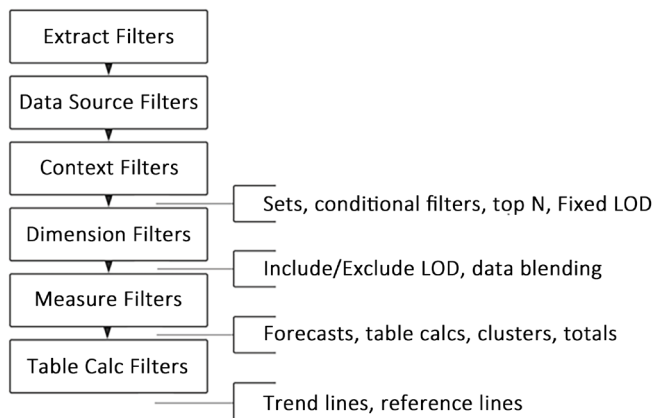 Extract Filters
Data Source Filters
Context Filters
Sets, conditional filters, top N, Fixed LOD
Dimension Filters
Include/Exclude LOD, data blending
Measure Filters
Forecasts, table calcs, clusters, totals
Table Calc Filters
Trend lines, reference lines